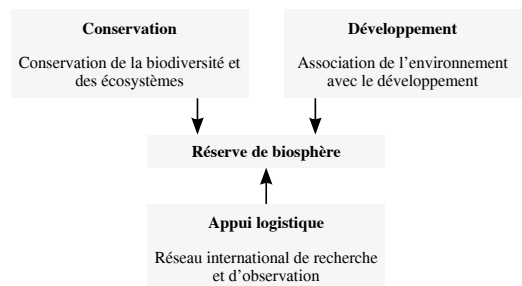 Conservation
Conservation de la biodiversité et
des écosystèmes
Développement
Association de l’environnement
avec le développement
Réserve de biosphère
Appui logistique
Réseau international de recherche
et d’observation